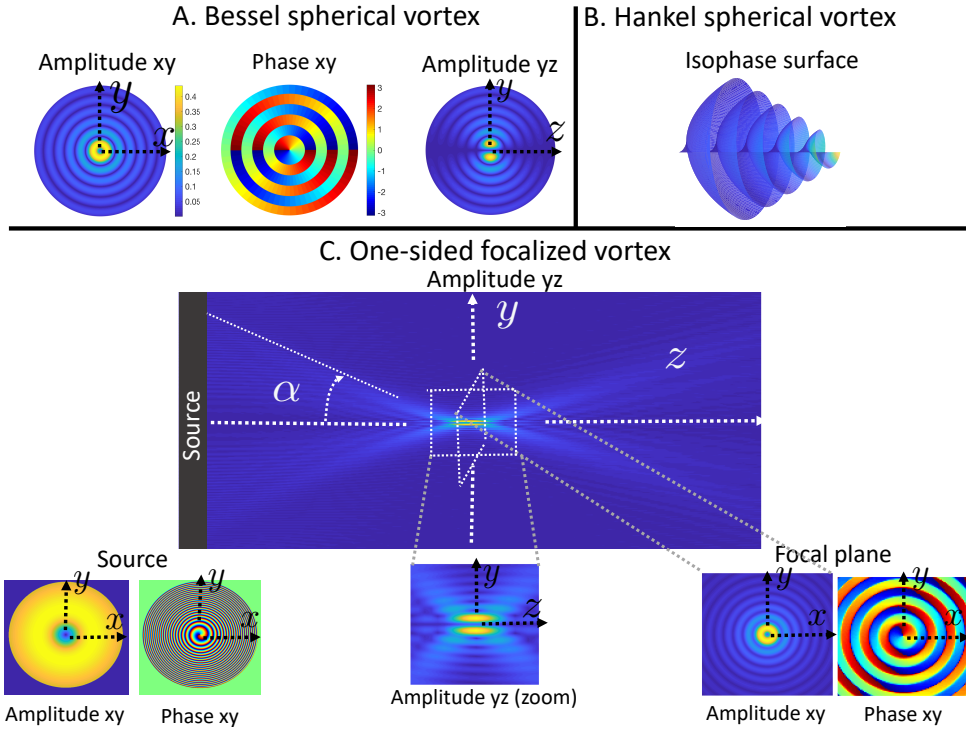 A. Bessel spherical vortex
Amplitude xy
y
x
0.4
0.35
0.3
0.25
0.2
0.15
0.1
0.05
Phase xy
3
2
1
0
-1
-2
-3
Amplitude yz
y
z
B. Hankel spherical vortex
Isophase surface
C. One-sided focalized vortex
Amplitude yz
y
z
α
Source
Source
y
x
Amplitude xy
y
x
Phase xy
y
z
Amplitude yz (zoom)
Focal plane
y
x
Amplitude xy
y
x
Phase xy